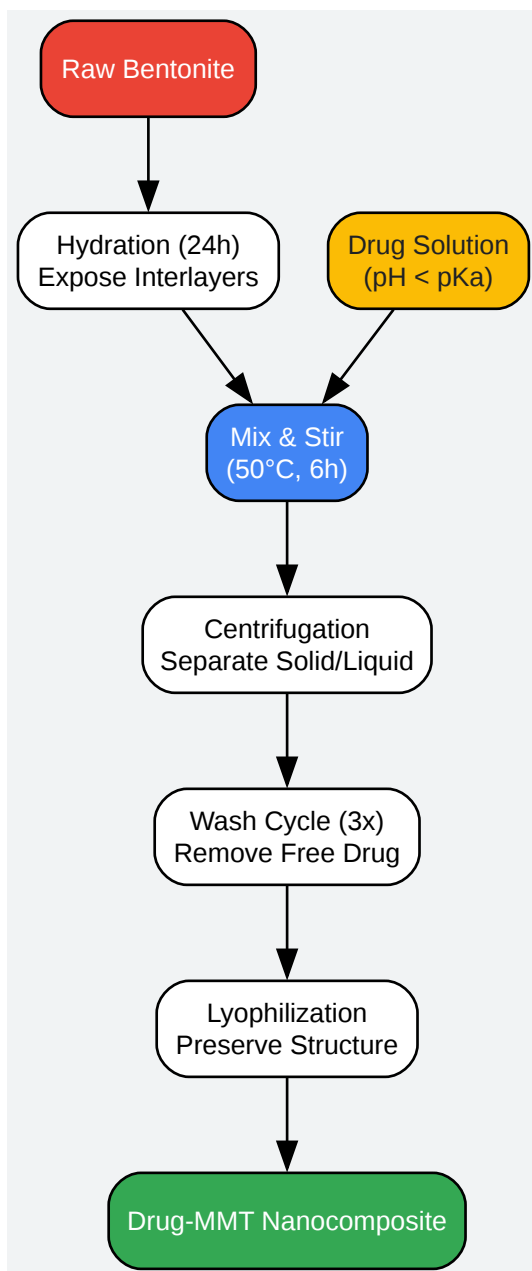 Raw Bentonite
Hydration (24h)
Expose Interlayers
Drug Solution
(pH < pKa)
Mix & Stir
(50°C, 6h)
Centrifugation
Separate Solid/Liquid
Wash Cycle (3x)
Remove Free Drug
Lyophilization
Preserve Structure
Drug-MMT Nanocomposite